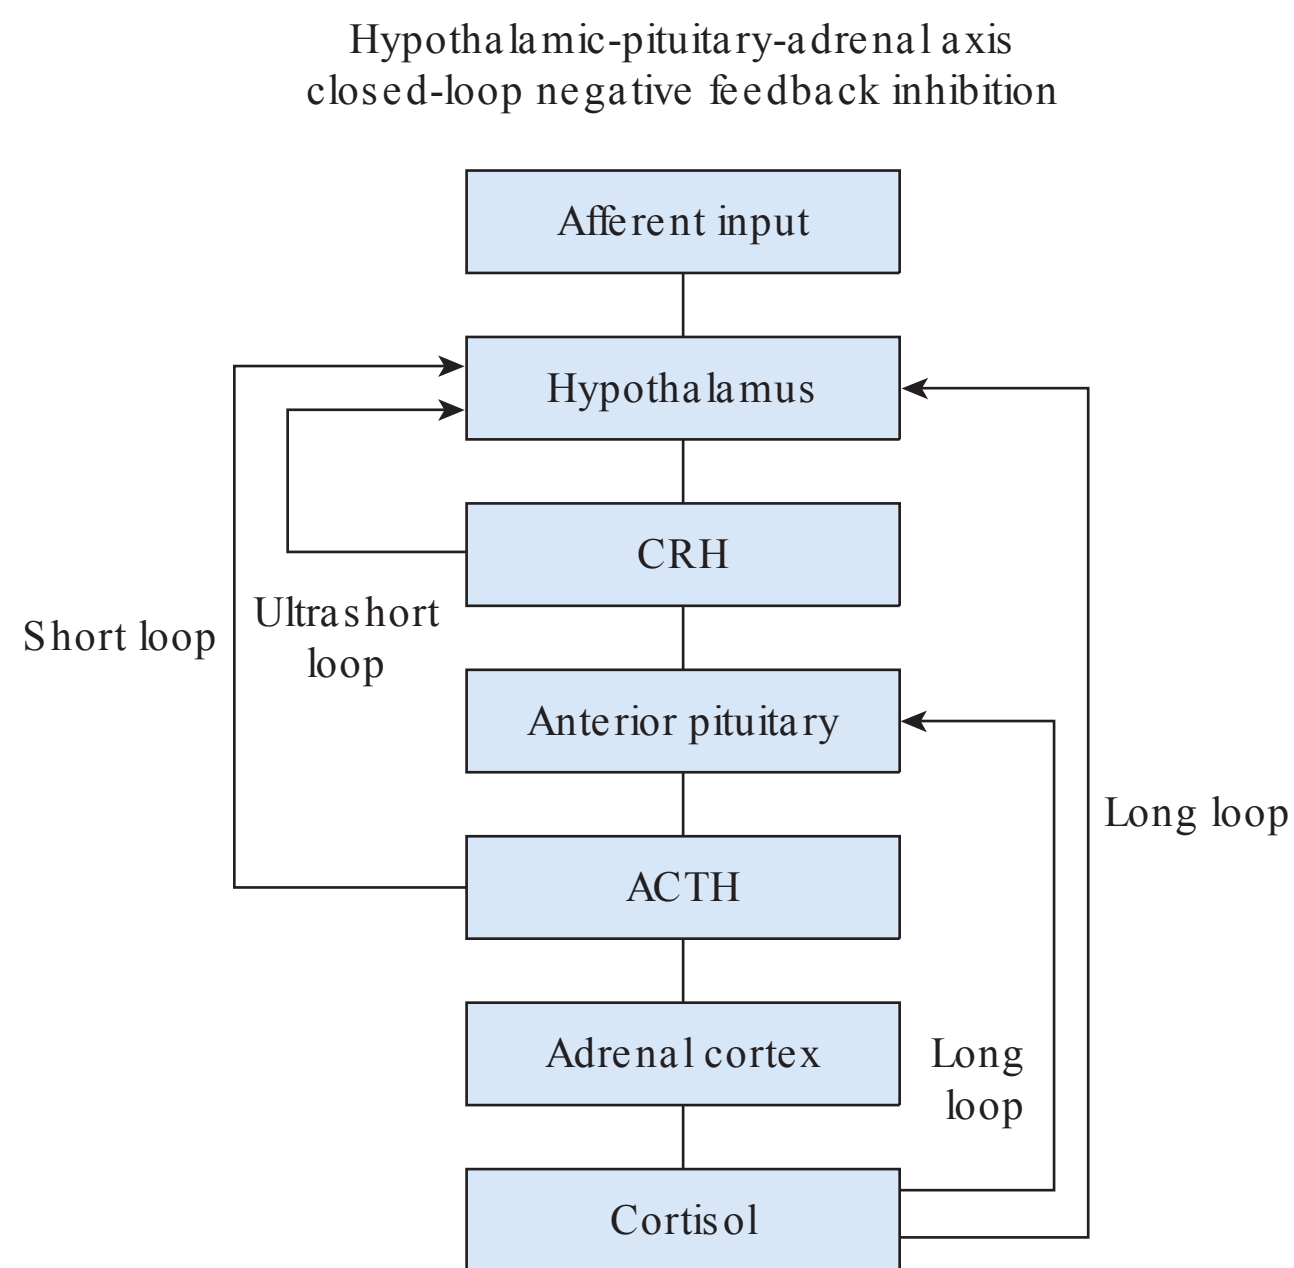 Hypothalamic-pituitary-adrenal axis
closed-loop negative feedback inhibition
Afferent input
Hypothalamus
CRH
Ultrashort
loop
Short loop
Anterior pituitary
Long loop
ACTH
Adrenal cortex
Long
loop
Cortisol